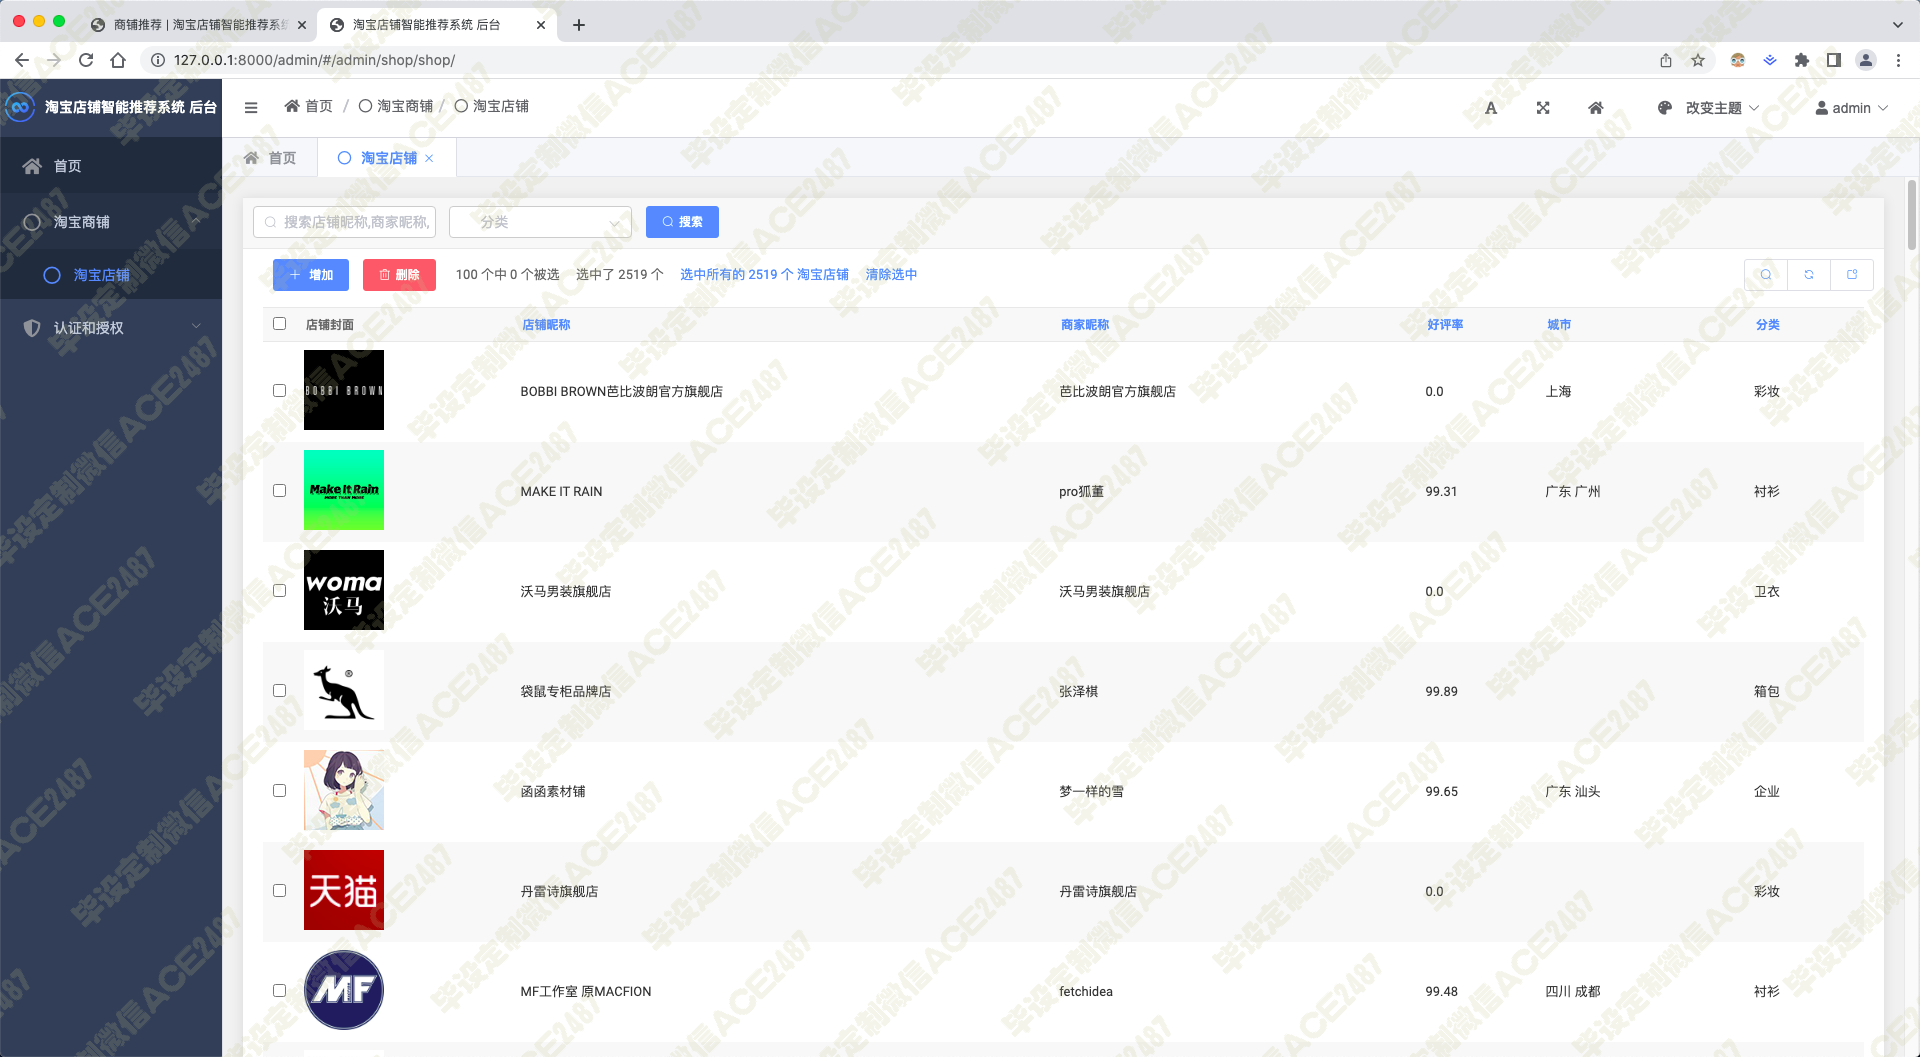 商铺推荐 | 淘宝店铺智能推荐系统
淘宝店铺智能推荐系统 后台
127.0.0.1:8000/admin/#/admin/shop/shop/
淘宝店铺智能推荐系统 后台
首页 / 淘宝商铺 / 淘宝店铺
改变主题
admin
首页
淘宝商铺
淘宝店铺
认证和授权
首页
淘宝店铺
搜索店铺昵称,商家昵称,
分类
搜索
增加
删除
100 个中 0 个被选
选中了 2519 个
选中所有的 2519 个 淘宝店铺
清除选中
店铺封面 店铺昵称 商家昵称 好评率 城市 分类
BOBBI BROWN
BOBBI BROWN芭比波朗官方旗舰店 芭比波朗官方旗舰店 0.0 上海 彩妆
Make It Rain
MORE THAN MORE
MAKE IT RAIN pro狐董 99.31 广东 广州 衬衫
woma
沃马
沃马男装旗舰店 沃马男装旗舰店 0.0 卫衣
®
袋鼠专柜品牌店 张泽棋 99.89 箱包
函函素材铺 梦一样的雪 99.65 广东 汕头 企业
天猫
丹雷诗旗舰店 丹雷诗旗舰店 0.0 彩妆
MF
MF工作室 原MACFION fetchidea 99.48 四川 成都 衬衫
毕设定制微信ACE2487